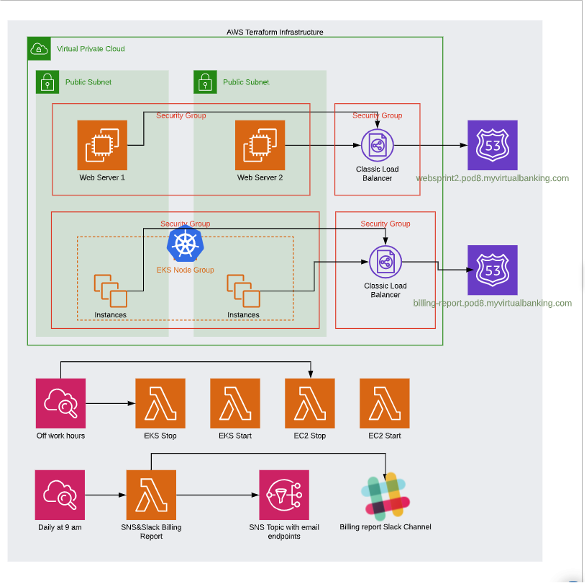 AWS Terraform Infrastructure
Virtual Private Cloud
Public Subnet
Public Subnet
Security Group
Security Group
Web Server 1
Web Server 2
Classic Load
Balancer
53
websprint2.pod8.myvirtualbanking.com
Security Group
Security Group
EKS Node Group
Instances
Instances
Classic Load
Balancer
53
billing-report.pod8.myvirtualbanking.com
Off work hours
EKS Stop
EKS Start
EC2 Stop
EC2 Start
Daily at 9 am
SNS&Slack Billing
Report
SNS Topic with email
endpoints
Billing report Slack Channel